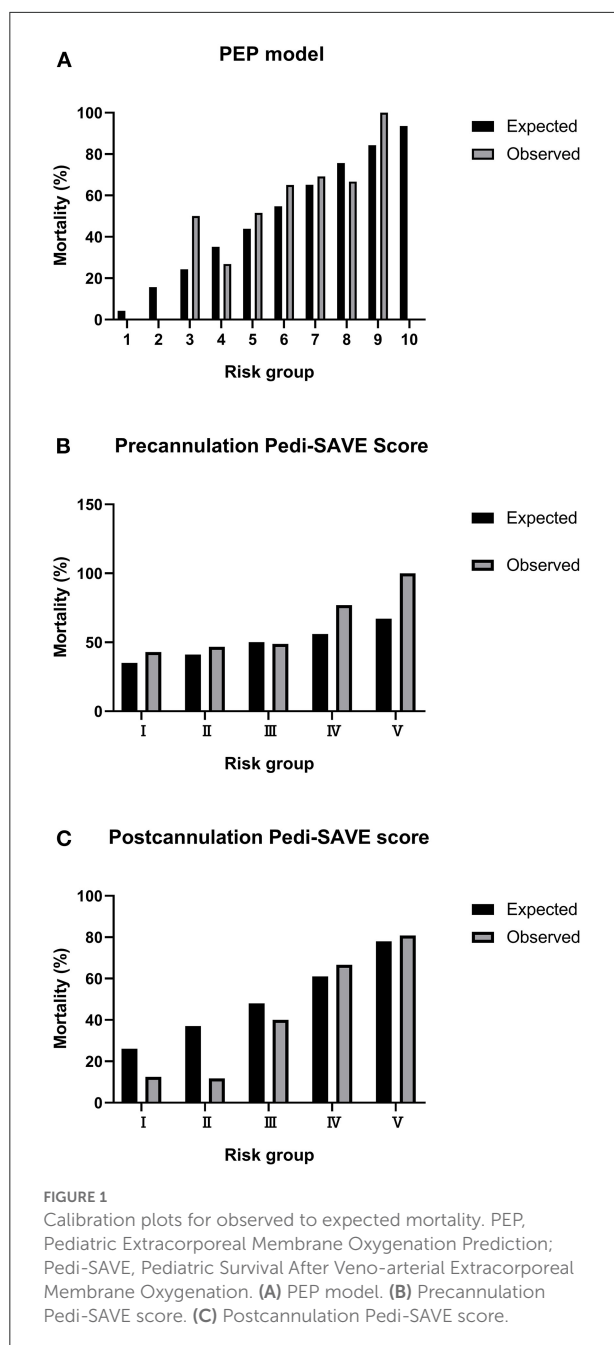 A PEP model
100
80
60
40
20
0
Mortality (%)
1 2 3 4 5 6 7 8 9 10
Risk group
Expected
Observed
B Precannulation Pedi-SAVE Score
150
100
50
0
Mortality (%)
I II III IV V
Risk group
Expected
Observed
C Postcannulation Pedi-SAVE score
100
80
60
40
20
0
Mortality (%)
I II III IV V
Risk group
Expected
Observed
FIGURE 1
Calibration plots for observed to expected mortality. PEP,
Pediatric Extracorporeal Membrane Oxygenation Prediction;
Pedi-SAVE, Pediatric Survival After Veno-arterial Extracorporeal
Membrane Oxygenation. (A) PEP model. (B) Precannulation
Pedi-SAVE score. (C) Postcannulation Pedi-SAVE score.